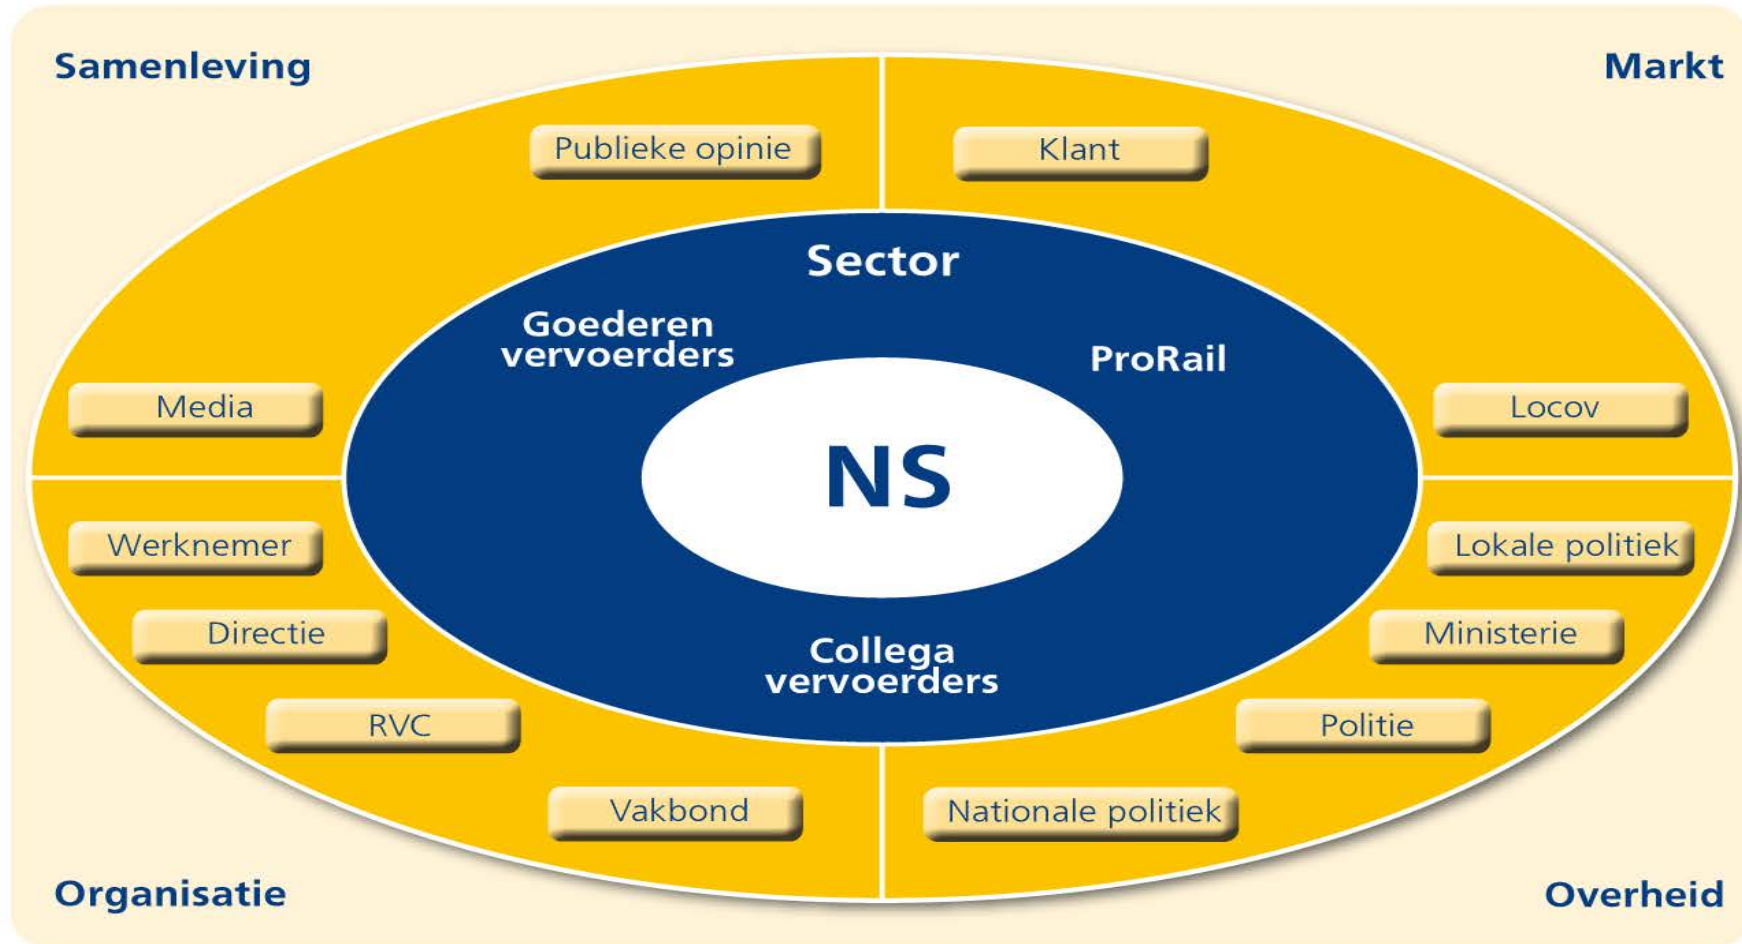 Samenleving
Markt
Publieke opinie
Klant
Sector
Goederen
vervoerders
ProRail
Media
Locov
NS
Werknemer
Lokale politiek
Directie
Ministerie
Collega
vervoerders
RVC
Politie
Vakbond
Nationale politiek
Organisatie
Overheid